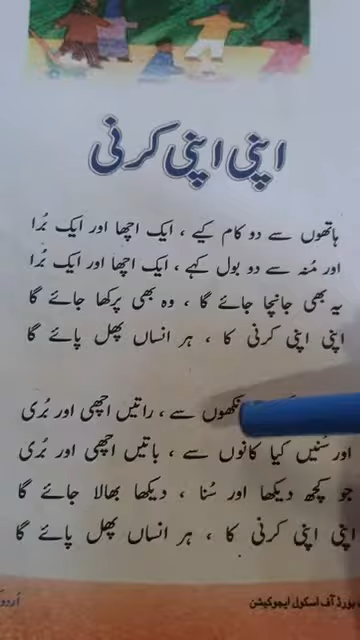 اپنی اپنی کرنی
ہاتھوں سے دو کام کیے ، ایک اچھا اور ایک بُرا
اور مُنہ سے دو بول کہے ، ایک اچھا اور ایک بُرا
یہ بھی جانچا جائے گا ، وہ بھی پرکھا جائے گا
اپنی اپنی کرنی کا ، ہر انساں پھل پائے گا
سے ، راتیں اچھی اور بُری
اور سُنیں کیا کانوں سے ، باتیں اچھی اور بُری
جو کچھ دیکھا اور سُنا ، دیکھا بھالا جائے گا
اپنی اپنی کرنی کا ، ہر انساں پھل پائے گا
بورڈ آف اسکول ایجوکیشن